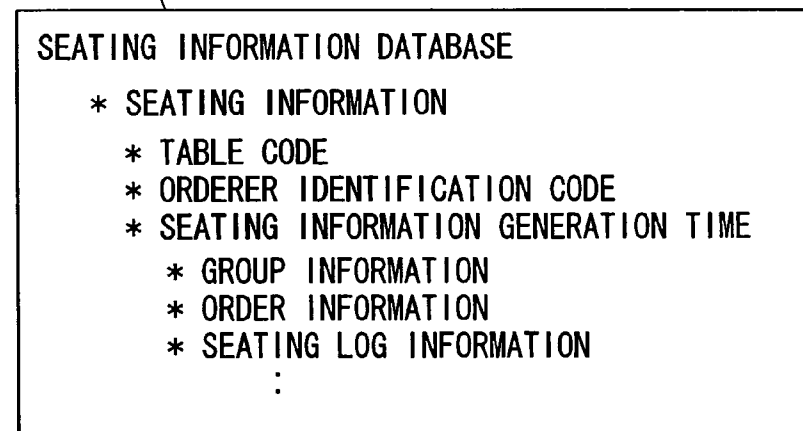 SEATING INFORMATION DATABASE
* SEATING INFORMATION
* TABLE CODE
* ORDERER IDENTIFICATION CODE
* SEATING INFORMATION GENERATION TIME
* GROUP INFORMATION
* ORDER INFORMATION
* SEATING LOG INFORMATION
: